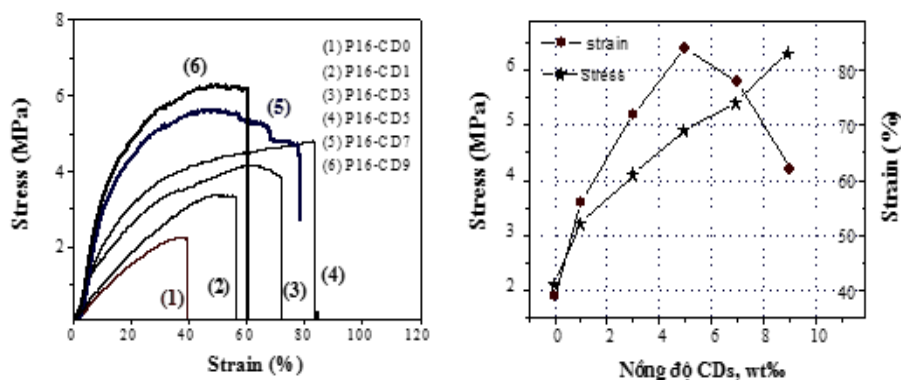 8
6
4
2
0
20
40
60
80
100
120
Stress (MPa)
Strain (%)
(1) P16-CD0
(2) P16-CD1
(3) P16-CD3
(4) P16-CD5
(5) P16-CD7
(6) P16-CD9
(6)
(5)
(1)
(2)
(3)
(4)
strain
Stress
6
5
4
3
2
80
70
60
50
40
0
2
4
6
8
10
Stress (MPa)
Strain (%)
Nồng độ CDs, wt‰